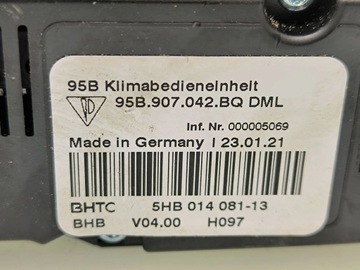 95B Klimabedieneinheit
95B.907.042.BQ DML
Inf. Nr. 000005069
Made in Germany I 23.01.21
BHTC 5HB 014 081-13
BHB V04.00 H097